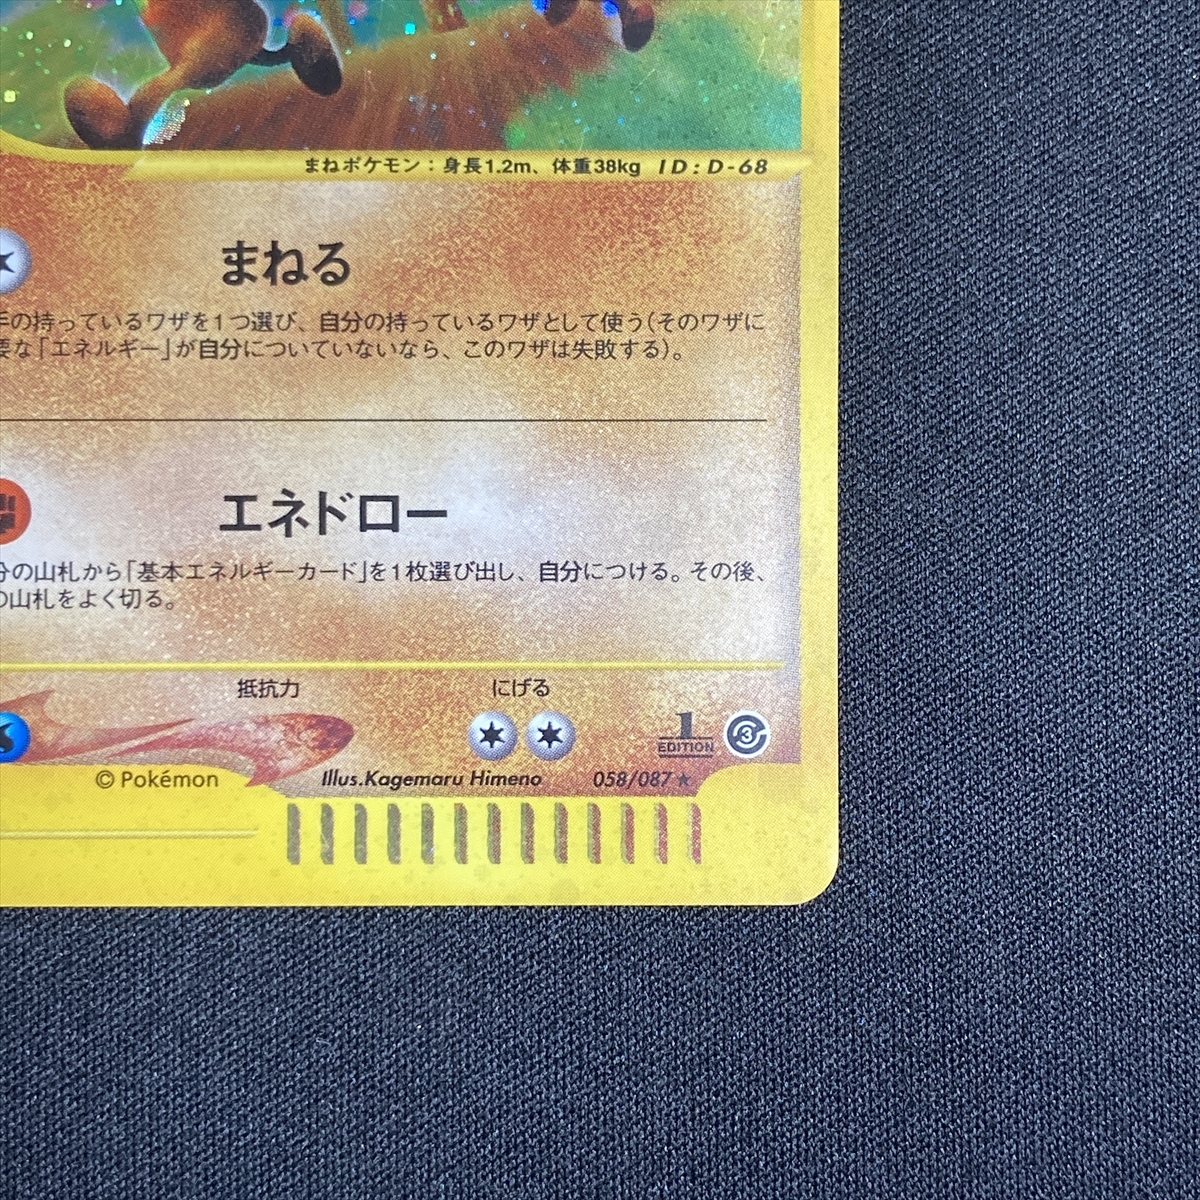 まねポケモン：身長1.2m、体重38kg ID：D-68
まねる
手の持っているワザを1つ選び、自分の持っているワザとして使う（そのワザに
要な「エネルギー」が自分についていないなら、このワザは失敗する）。
エネドロー
分の山札から「基本エネルギーカード」を1枚選び出し、自分につける。その後、
の山札をよく切る。
抵抗力 にげる
1
EDITION
3
© Pokémon Illus.Kagemaru Himeno 058/087 ★